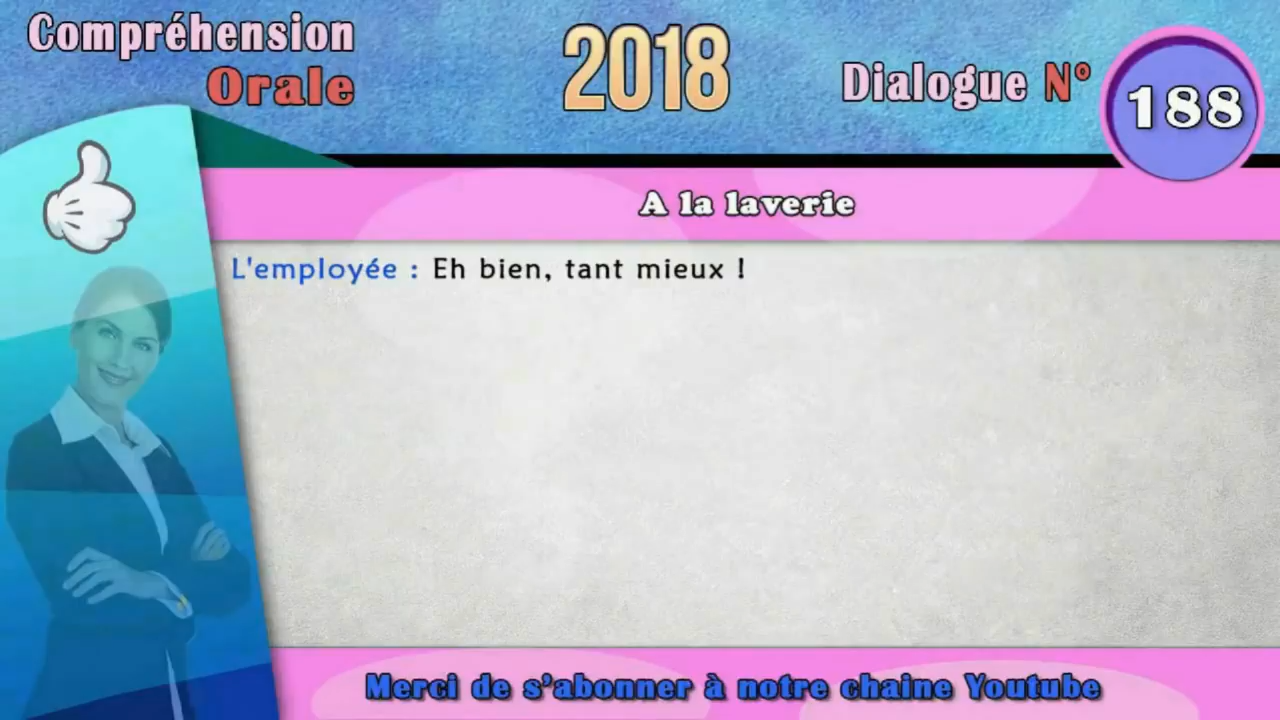 Compréhension
Orale
2018
Dialogue N°
188
A la laverie
L'employée : Eh bien, tant mieux !
Merci de s'abonner à notre chaine Youtube